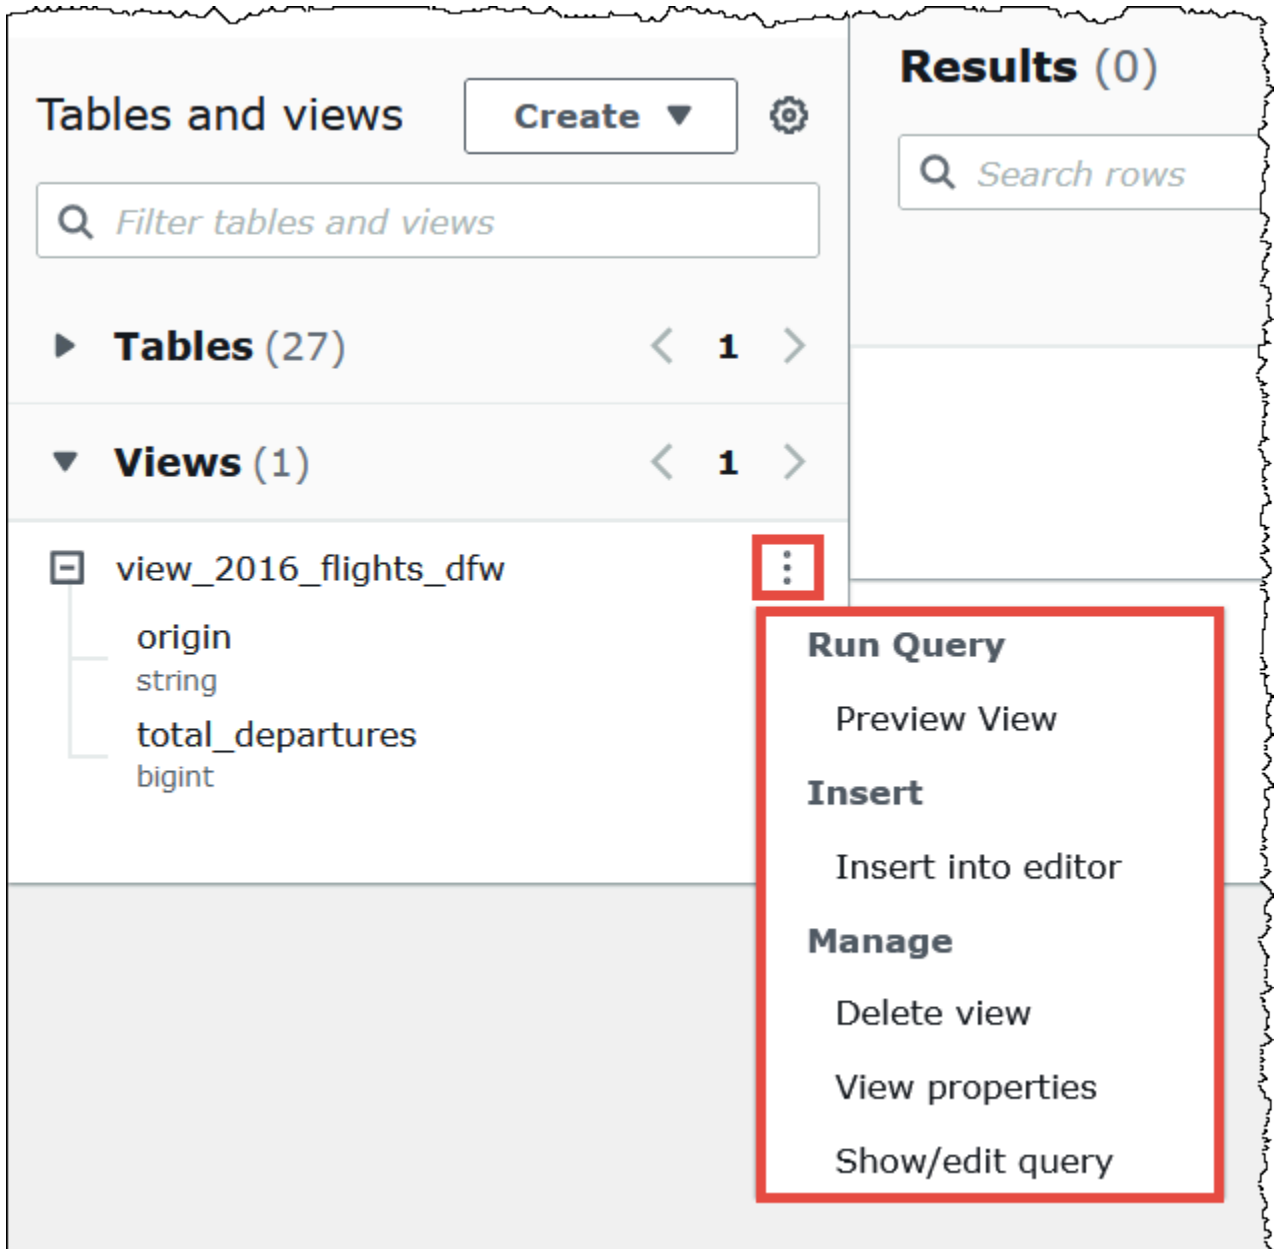 Tables and views
Create
Filter tables and views
Tables (27)
1
Views (1)
1
view_2016_flights_dfw
origin
string
total_departures
bigint
Results (0)
Search rows
Run Query
Preview View
Insert
Insert into editor
Manage
Delete view
View properties
Show/edit query